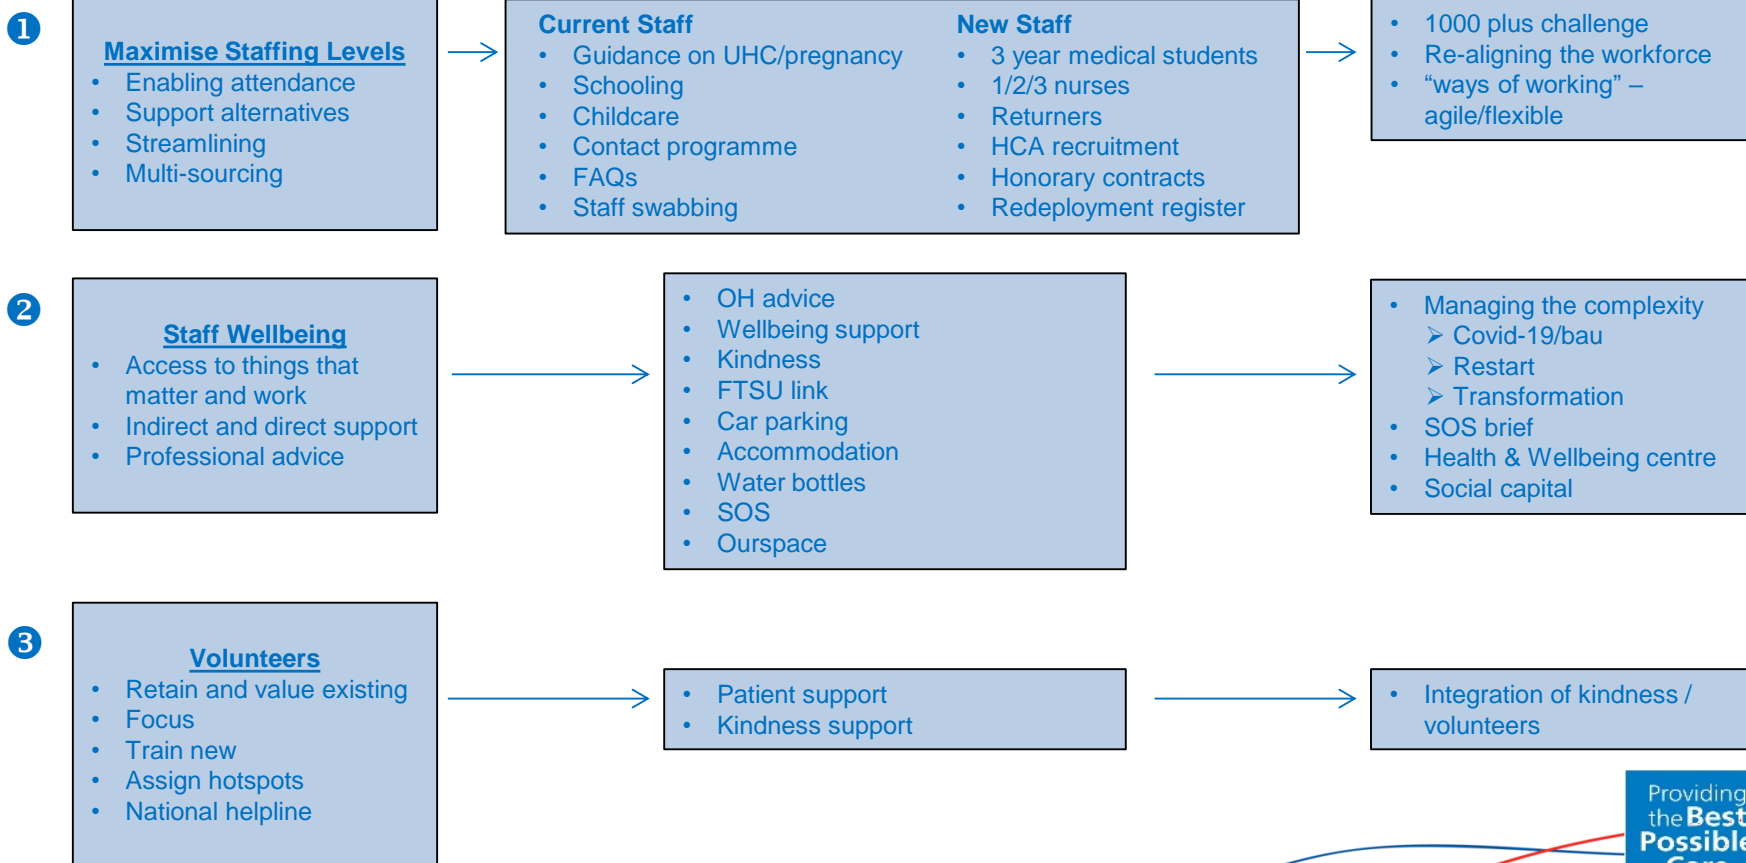 ❶
Maximise Staffing Levels
• Enabling attendance
• Support alternatives
• Streamlining
• Multi-sourcing
Current Staff
• Guidance on UHC/pregnancy
• Schooling
• Childcare
• Contact programme
• FAQs
• Staff swabbing
New Staff
• 3 year medical students
• 1/2/3 nurses
• Returners
• HCA recruitment
• Honorary contracts
• Redeployment register
• 1000 plus challenge
• Re-aligning the workforce
• “ways of working” –
agile/flexible
❷
Staff Wellbeing
• Access to things that
matter and work
• Indirect and direct support
• Professional advice
• OH advice
• Wellbeing support
• Kindness
• FTSU link
• Car parking
• Accommodation
• Water bottles
• SOS
• Ourspace
• Managing the complexity
➢ Covid-19/bau
➢ Restart
➢ Transformation
• SOS brief
• Health & Wellbeing centre
• Social capital
❸
Volunteers
• Retain and value existing
• Focus
• Train new
• Assign hotspots
• National helpline
• Patient support
• Kindness support
• Integration of kindness /
volunteers
Providing
the Best
Possible
Care